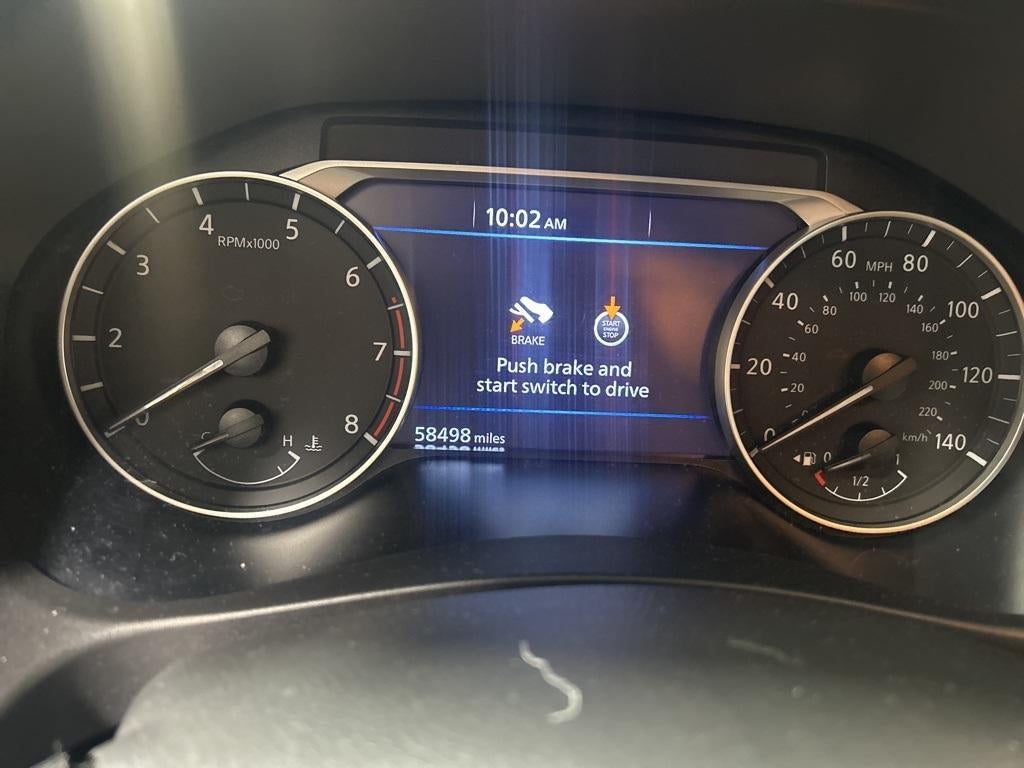 10:02 AM
4 5
RPMx1000
3 6
2 7
0 8
H
BRAKE
START
ENGINE
STOP
Push brake and
start switch to drive
58498 miles
60 MPH 80
40 100
20 120
0 140
100 120
80 140
60 160
40 180
20 200
220
km/h
0 1
1/2